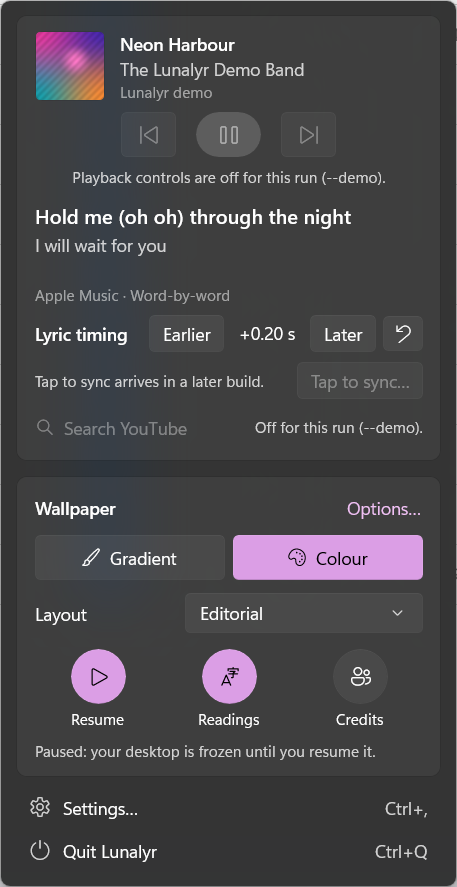 Neon Harbour
The Lunalyr Demo Band
Lunalyr demo
Playback controls are off for this run (--demo).
Hold me (oh oh) through the night
I will wait for you
Apple Music · Word-by-word
Lyric timing Earlier +0.20 s Later
Tap to sync arrives in a later build. Tap to sync...
Search YouTube Off for this run (--demo).
Wallpaper Options...
Gradient Colour
Layout Editorial
字A
Resume Readings Credits
Paused: your desktop is frozen until you resume it.
Settings... Ctrl+,
Quit Lunalyr Ctrl+Q